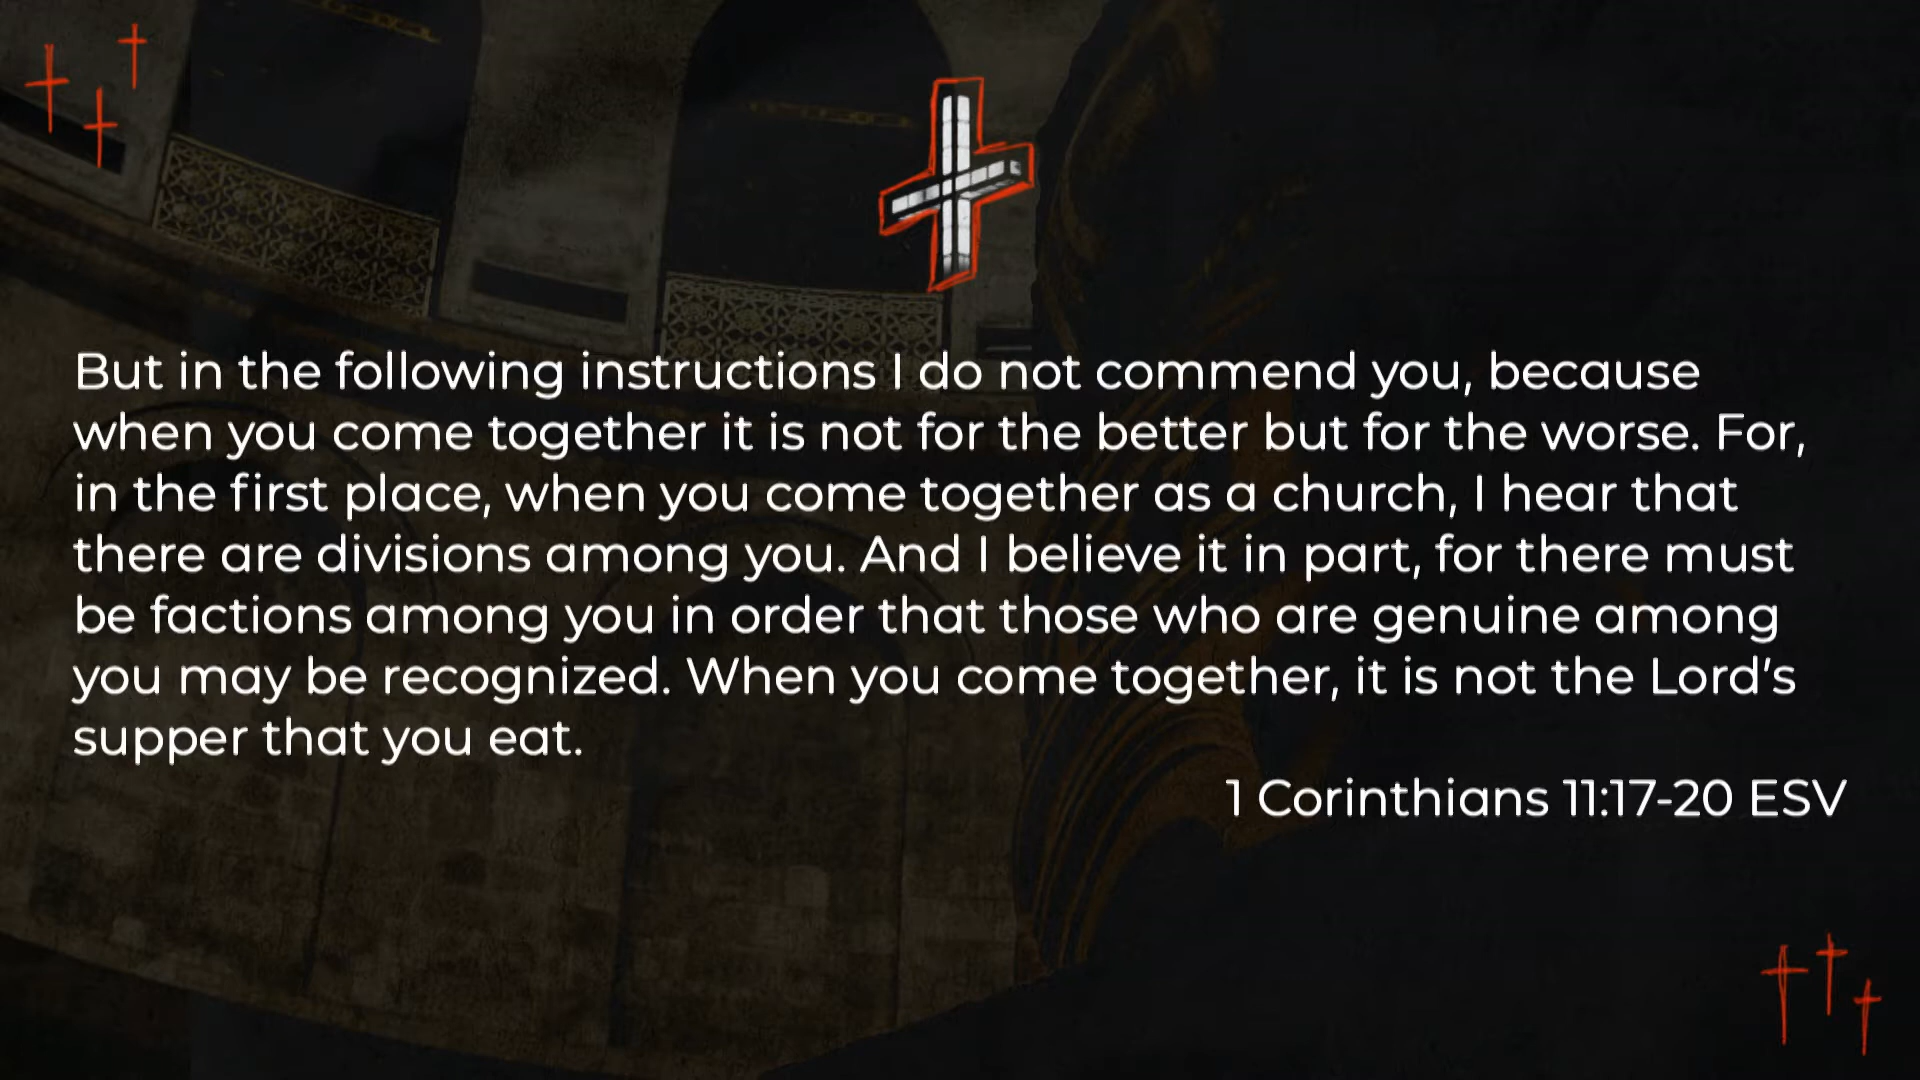 But in the following instructions I do not commend you, because
when you come together it is not for the better but for the worse. For,
in the first place, when you come together as a church, I hear that
there are divisions among you. And I believe it in part, for there must
be factions among you in order that those who are genuine among
you may be recognized. When you come together, it is not the Lord’s
supper that you eat.
1 Corinthians 11:17-20 ESV